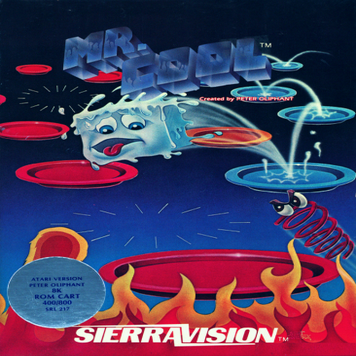 MR.
COOL™
Created by PETER OLIPHANT
ATARI VERSION
PETER OLIPHANT
8K
ROM CART
400/800
SRL 217
SIERRAVISION™